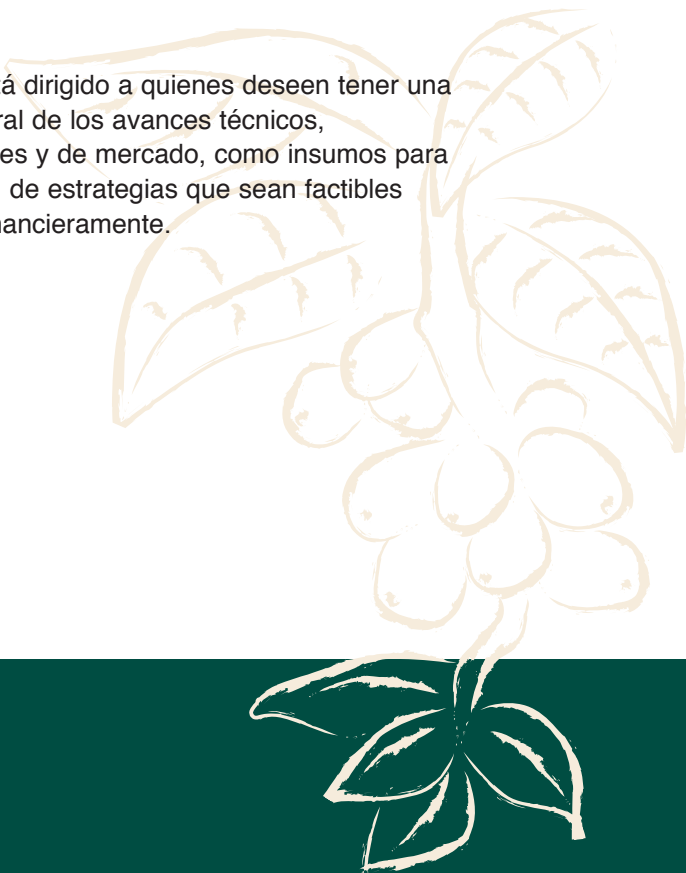 á dirigido a quienes deseen tener una
ral de los avances técnicos,
es y de mercado, como insumos para
de estrategias que sean factibles
nancieramente.